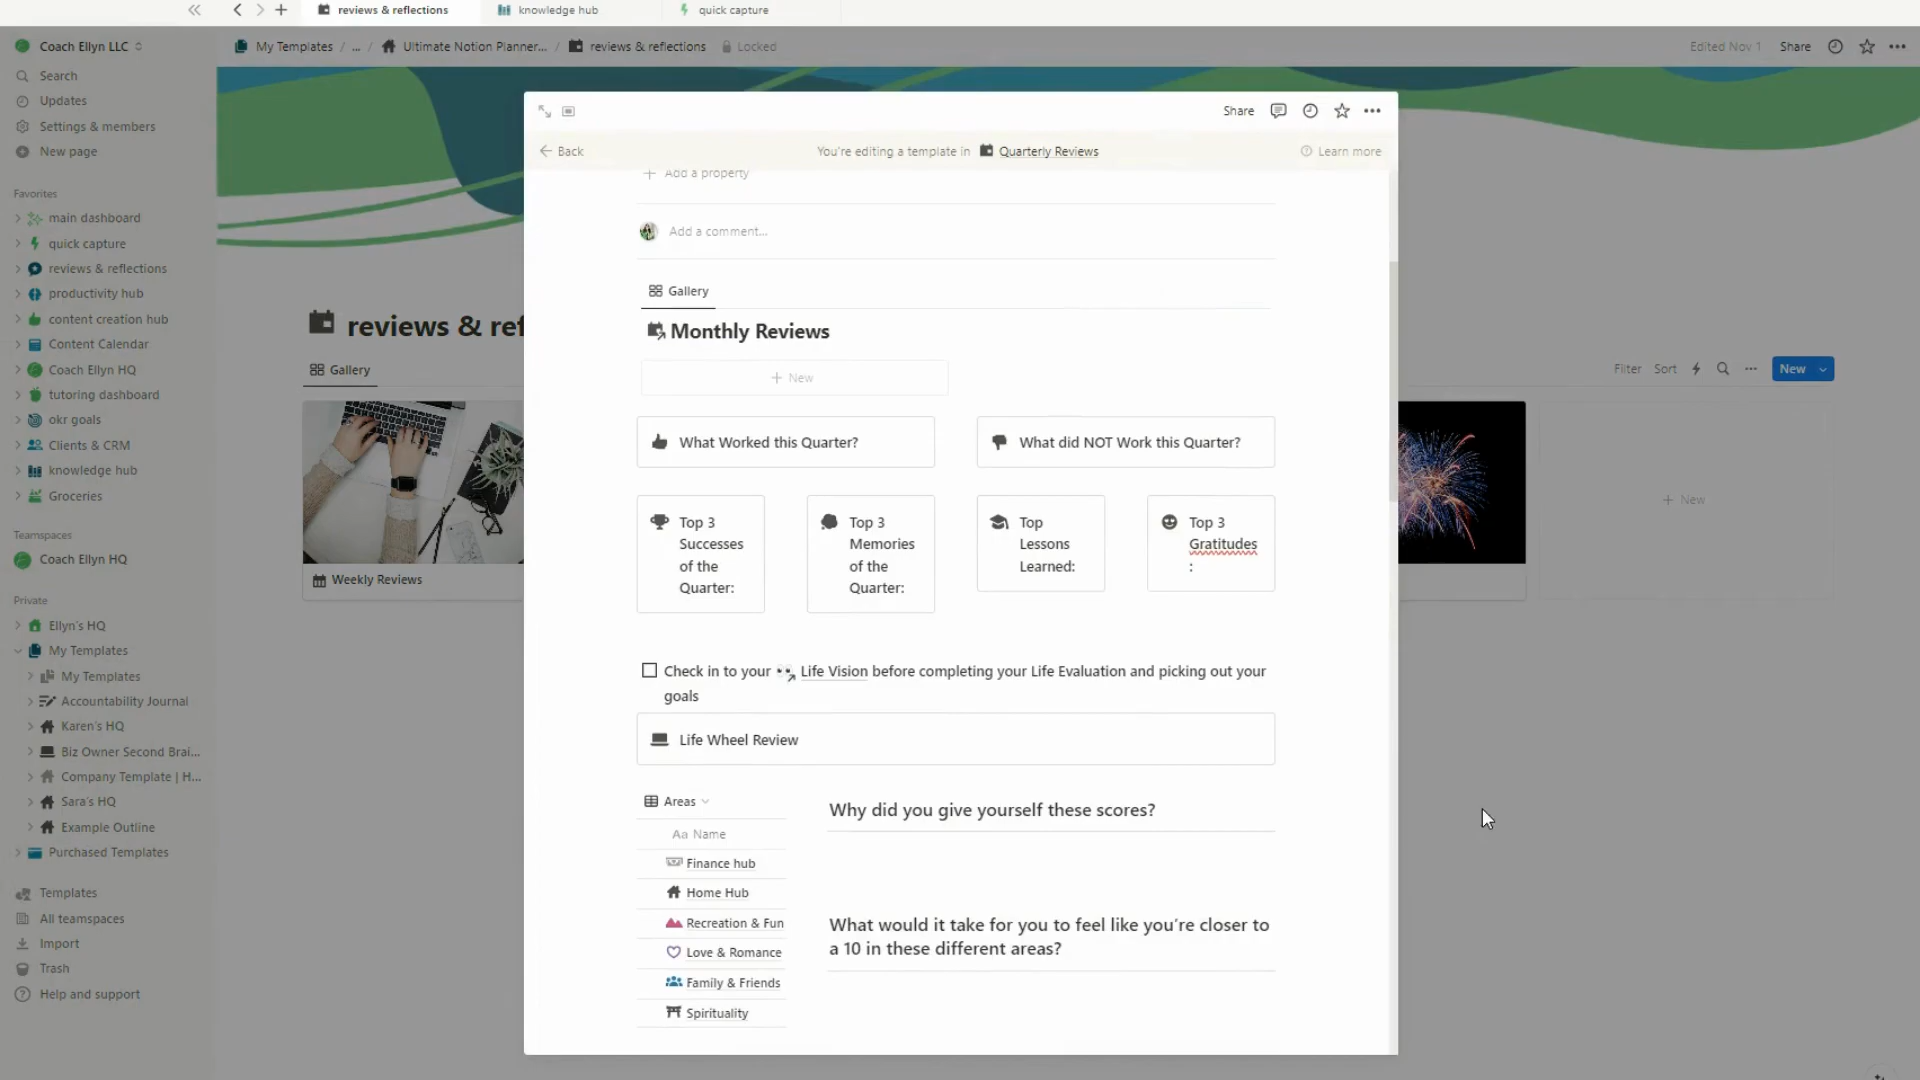 reviews & reflections
knowledge hub
quick capture
Coach Ellyn LLC
My Templates / ... / Ultimate Notion Planner... / reviews & reflections Locked
Edited Nov 1 Share
Search
Updates
Settings & members
New page
Favorites
main dashboard
quick capture
reviews & reflections
productivity hub
content creation hub
Content Calendar
Coach Ellyn HQ
tutoring dashboard
okr goals
Clients & CRM
knowledge hub
Groceries
Teamspaces
Coach Ellyn HQ
Private
Ellyn's HQ
My Templates
My Templates
Accountability Journal
Karen's HQ
Biz Owner Second Brai...
Company Template | H...
Sara's HQ
Example Outline
Purchased Templates
Templates
All teamspaces
Import
Trash
Help and support
reviews & ref
Gallery
Weekly Reviews
Filter Sort New
+ New
Share
Back
You're editing a template in Quarterly Reviews
Learn more
+ Add a property
Add a comment...
Gallery
Monthly Reviews
+ New
What Worked this Quarter?
What did NOT Work this Quarter?
Top 3
Successes
of the
Quarter:
Top 3
Memories
of the
Quarter:
Top
Lessons
Learned:
Top 3
Gratitudes
:
Check in to your 👀 Life Vision before completing your Life Evaluation and picking out your
goals
Life Wheel Review
Areas
Aa Name
Finance hub
Home Hub
Recreation & Fun
Love & Romance
Family & Friends
Spirituality
Why did you give yourself these scores?
What would it take for you to feel like you're closer to
a 10 in these different areas?